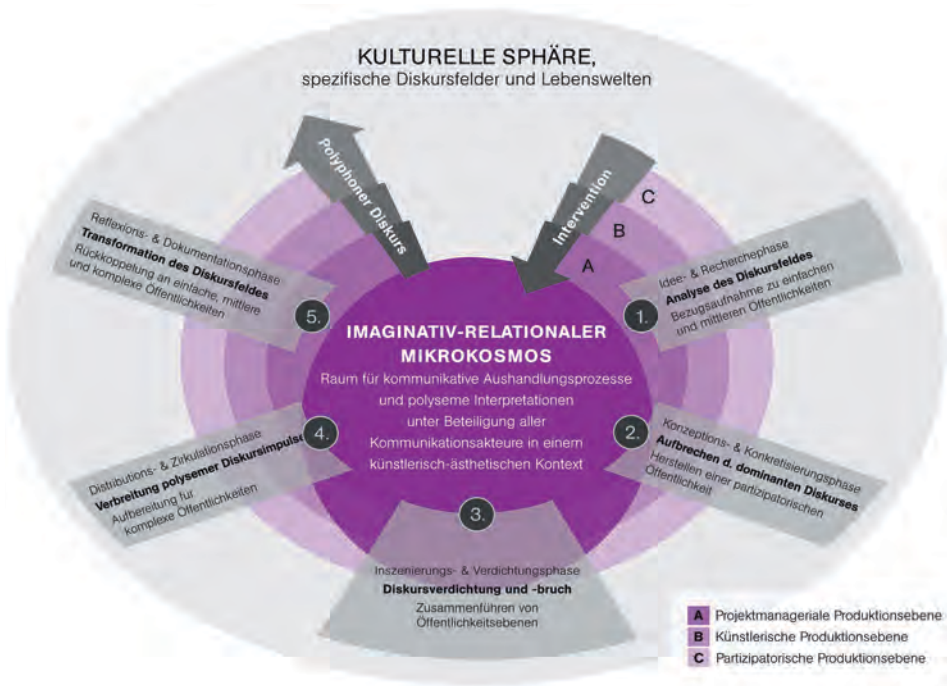 KULTURELLE SPHÄRE,
spezifische Diskursfelder und Lebenswelten
Polyphoner Diskurs
Intervention
C
B
A
Idee- & Recherchephase
Analyse des Diskursfeldes
Bezugsaufnahme zu einfachen
und mittleren Öffentlichkeiten
1.
Konzeptions- & Konkretisierungsphase
Aufbrechen d. dominanten Diskurses
Herstellen einer partizipatorischen
Öffentlichkeit
2.
IMAGINATIV-RELATIONALER
MIKROKOSMOS
Raum für kommunikative Aushandlungsprozesse
und polyseme Interpretationen
unter Beteiligung aller
Kommunikationsakteure in einem
künstlerisch-ästhetischen Kontext
3.
Inszenierungs- & Verdichtungsphase
Diskursverdichtung und -bruch
Zusammenführen von
Öffentlichkeitsebenen
4.
Distributions- & Zirkulationsphase
Verbreitung polysemer Diskursimpulse
Aufbereitung für
komplexe Öffentlichkeiten
5.
Reflexions- & Dokumentationsphase
Transformation des Diskursfeldes
Rückkoppelung an einfache, mittlere
und komplexe Öffentlichkeiten
A Projektmanageriale Produktionsebene
B Künstlerische Produktionsebene
C Partizipatorische Produktionsebene